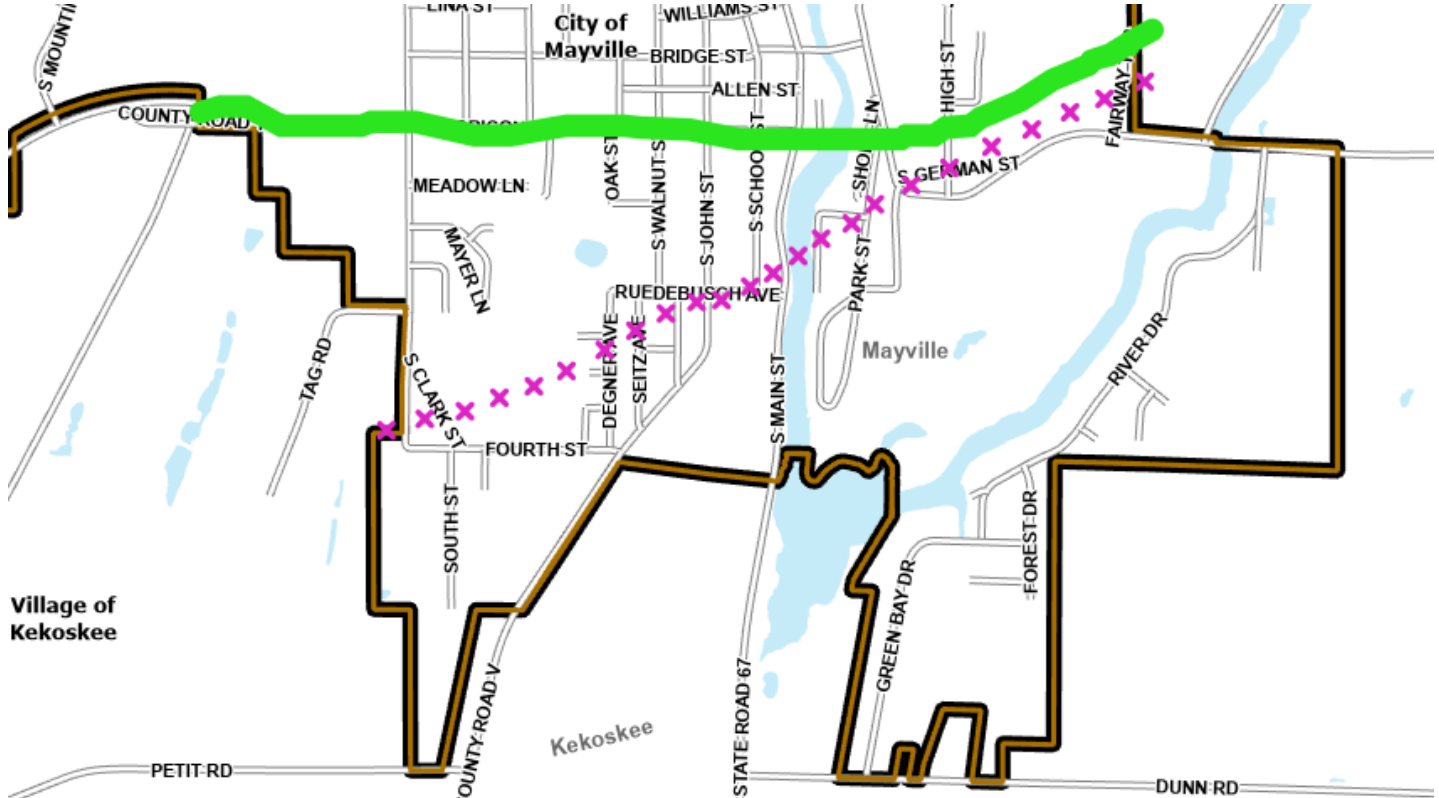 LINA ST
WILLIAMS ST
City of
Mayville
S MOUNTIN
BRIDGE ST
ALLEN ST
HIGH ST
FAIRWAY
COUNTY ROAD
OAK ST
S WALNUT S
S JOHN ST
S SCHOOL ST
LN
S GERMAN ST
MEADOW LN
MAYER LN
RUEDEBUSCH AVE
PARK ST
TAG RD
S CLARK ST
DEGNER AVE
SEITZ AVE
S MAIN ST
Mayville
RIVER DR
FOURTH ST
SOUTH ST
FOREST DR
GREEN BAY DR
Village of
Kekoskee
COUNTY ROAD V
Kekoskee
STATE ROAD 67
PETIT RD
DUNN RD